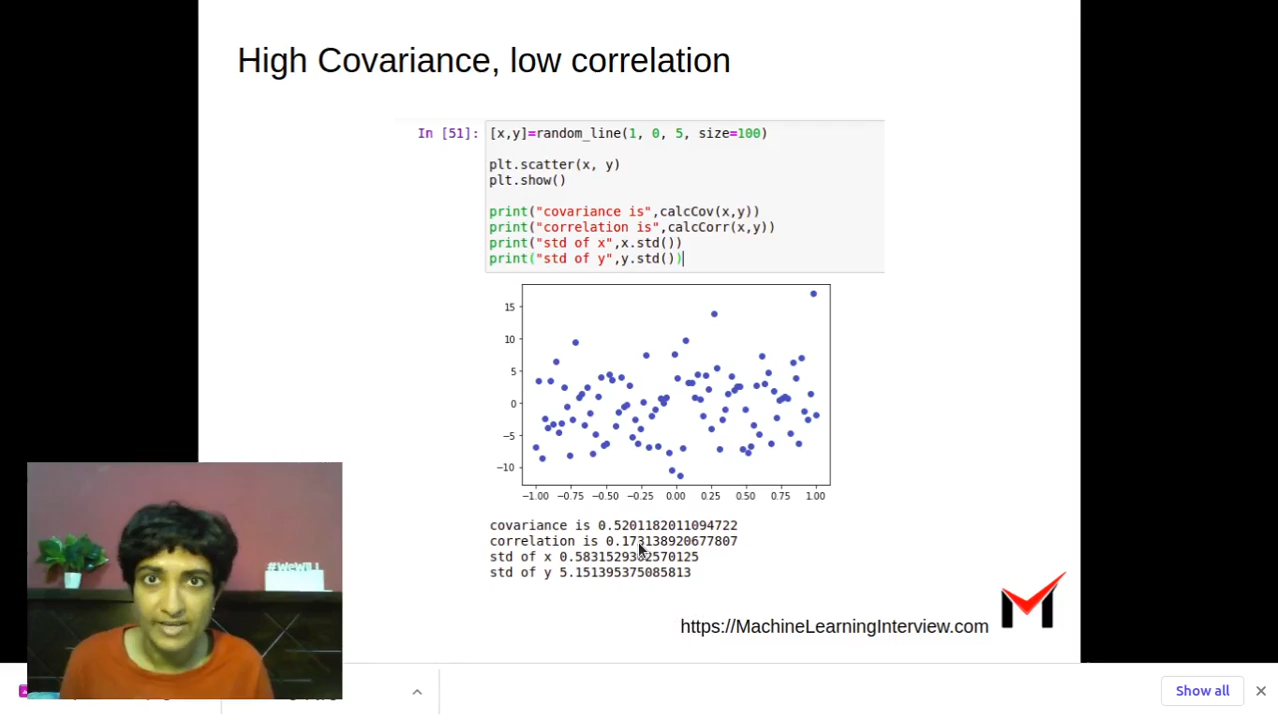 High Covariance, low correlation
In [51]: [x,y]=random_line(1, 0, 5, size=100)
plt.scatter(x, y)
plt.show()
print("covariance is",calcCov(x,y))
print("correlation is",calcCorr(x,y))
print("std of x",x.std())
print("std of y",y.std())
15
10
5
0
−5
−10
−1.00 −0.75 −0.50 −0.25 0.00 0.25 0.50 0.75 1.00
covariance is 0.5201182011094722
correlation is 0.173138920677807
std of x 0.5831529382570125
std of y 5.151395375085813
#WeWiLL
https://MachineLearningInterview.com
Show all